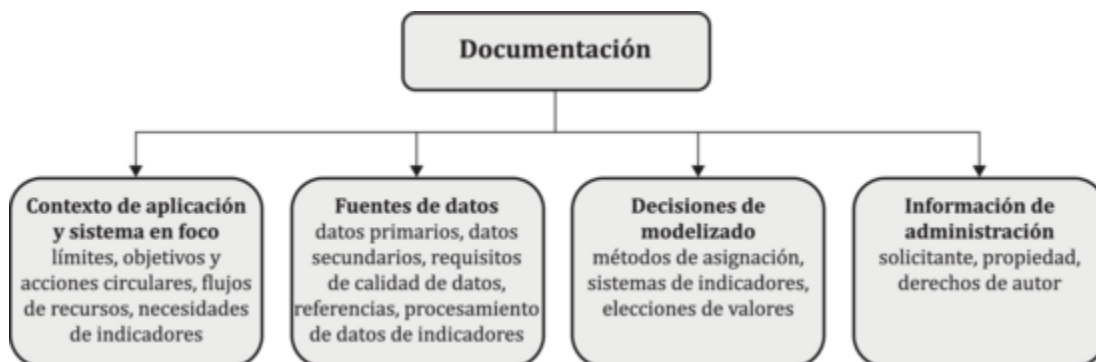 Documentación
Contexto de aplicación
y sistema en foco
límites, objetivos y
acciones circulares, flujos
de recursos, necesidades
de indicadores
Fuentes de datos
datos primarios, datos
secundarios, requisitos
de calidad de datos,
referencias, procesamiento
de datos de indicadores
Decisiones de
modelizado
métodos de asignación,
sistemas de indicadores,
elecciones de valores
Información de
administración
solicitante, propiedad,
derechos de autor